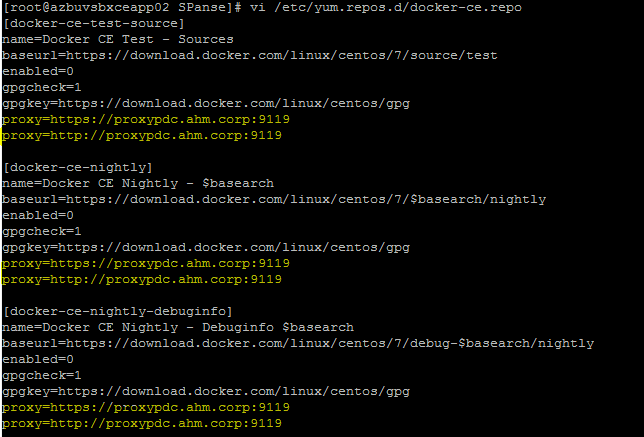 [root@azbuvsbxceapp02 SPanse]# vi /etc/yum.repos.d/docker-ce.repo
[docker-ce-test-source]
name=Docker CE Test - Sources
baseurl=https://download.docker.com/linux/centos/7/source/test
enabled=0
gpgcheck=1
gpgkey=https://download.docker.com/linux/centos/gpg
proxy=https://proxypdc.ahm.corp:9119
proxy=http://proxypdc.ahm.corp:9119
[docker-ce-nightly]
name=Docker CE Nightly - $basearch
baseurl=https://download.docker.com/linux/centos/7/$basearch/nightly
enabled=0
gpgcheck=1
gpgkey=https://download.docker.com/linux/centos/gpg
proxy=https://proxypdc.ahm.corp:9119
proxy=http://proxypdc.ahm.corp:9119
[docker-ce-nightly-debuginfo]
name=Docker CE Nightly - Debuginfo $basearch
baseurl=https://download.docker.com/linux/centos/7/debug-$basearch/nightly
enabled=0
gpgcheck=1
gpgkey=https://download.docker.com/linux/centos/gpg
proxy=https://proxypdc.ahm.corp:9119
proxy=http://proxypdc.ahm.corp:9119